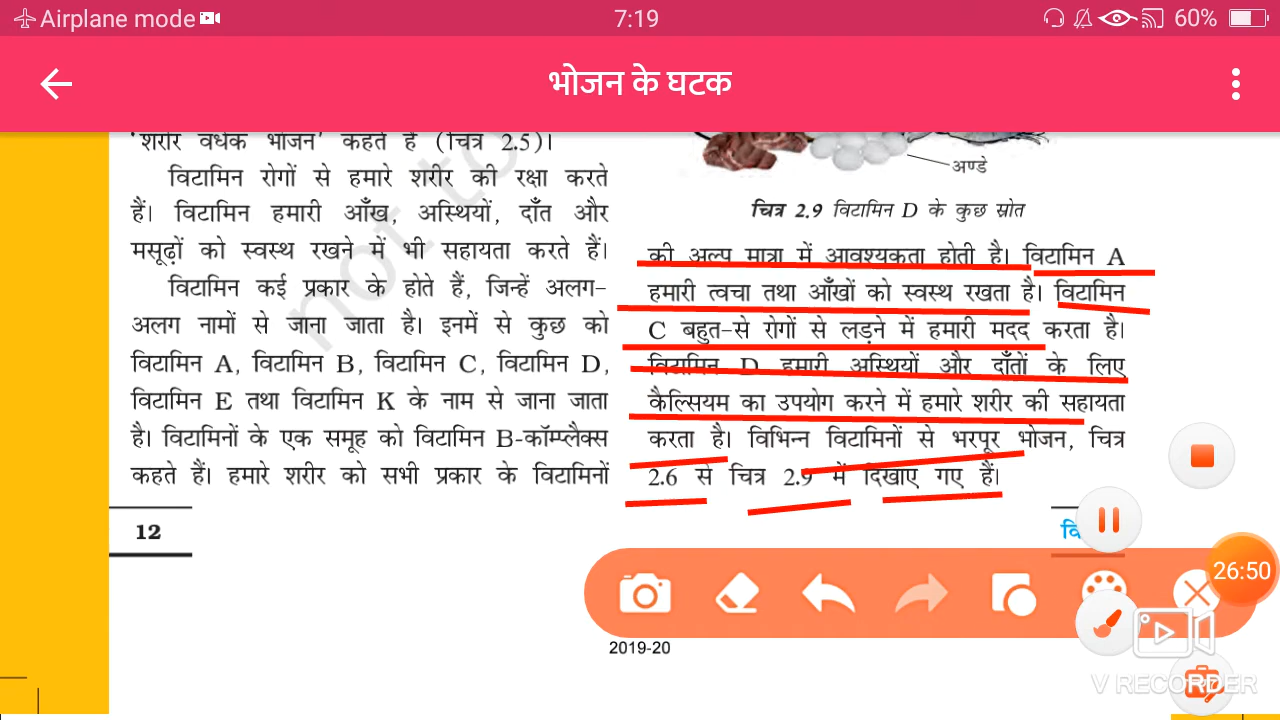 Airplane mode
7:19
60%
भोजन के घटक
'शरीर वर्धक भोजन' कहते हैं (चित्र 2.5)।
विटामिन रोगों से हमारे शरीर की रक्षा करते
हैं। विटामिन हमारी आँख, अस्थियों, दाँत और
मसूढ़ों को स्वस्थ रखने में भी सहायता करते हैं।
विटामिन कई प्रकार के होते हैं, जिन्हें अलग-
अलग नामों से जाना जाता है। इनमें से कुछ को
विटामिन A, विटामिन B, विटामिन C, विटामिन D,
विटामिन E तथा विटामिन K के नाम से जाना जाता
है। विटामिनों के एक समूह को विटामिन B-कॉम्प्लैक्स
कहते हैं। हमारे शरीर को सभी प्रकार के विटामिनों
12
not to
अण्डे
चित्र 2.9 विटामिन D के कुछ स्रोत
की अल्प मात्रा में आवश्यकता होती है। विटामिन A
हमारी त्वचा तथा आँखों को स्वस्थ रखता है। विटामिन
C बहुत-से रोगों से लड़ने में हमारी मदद करता है।
विटामिन D हमारी अस्थियों और दाँतों के लिए
कैल्सियम का उपयोग करने में हमारे शरीर की सहायता
करता है। विभिन्न विटामिनों से भरपूर भोजन, चित्र
2.6 से चित्र 2.9 में दिखाए गए हैं।
26:50
2019-20
V RECORDER